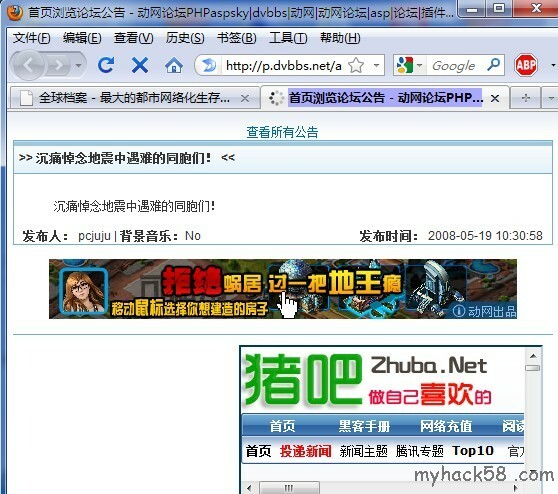 首页浏览论坛公告 - 动网论坛PHPaspsky|dvbbs|动网|动网论坛|asp|论坛|插件...
文件(F) 编辑(E) 查看(V) 历史(S) 书签(B) 工具(T) 帮助(H)
http://p.dvbbs.net/a Google ABP
全球档案 - 最大的都市网络化生存... 首页浏览论坛公告 - 动网论坛PHP...
查看所有公告
>> 沉痛悼念地震中遇难的同胞们！ <<
沉痛悼念地震中遇难的同胞们！
发布人： pcjuju | 背景音乐：No 发布时间： 2008-05-19 10:30:58
拒绝蜗居 过一把地王瘾
移动鼠标选择你想建造的房子 动网出品
猪吧 Zhuba.Net
做自己喜欢的
首页 黑客手册 网络充值 阅读
首页 投递新闻 新闻主题 腾讯专题 Top10 官方
myhack58 .com